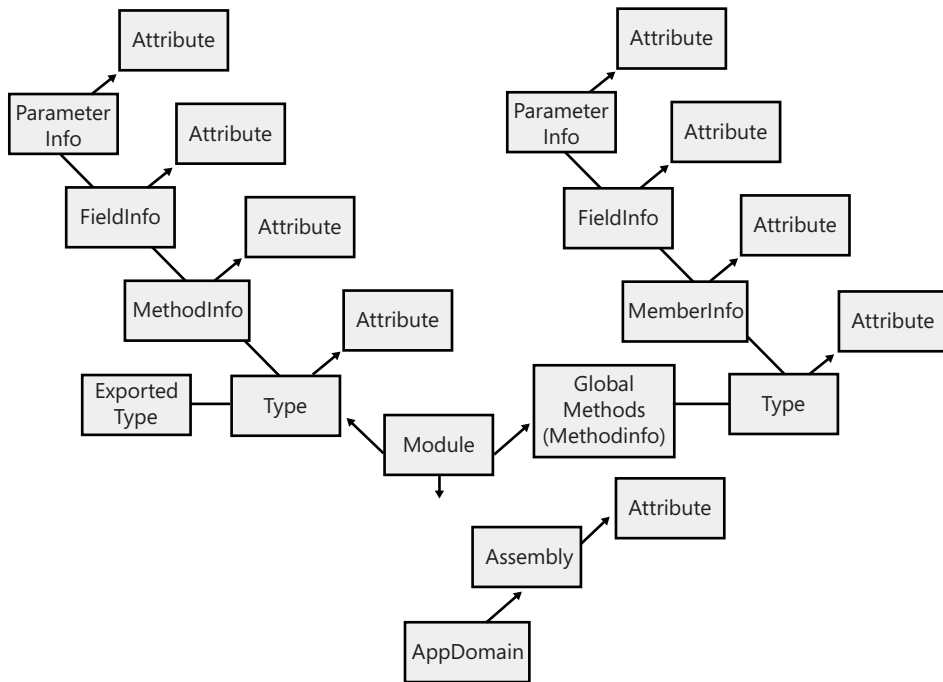 Attribute
Attribute
Parameter
Info
Parameter
Info
Attribute
Attribute
FieldInfo
FieldInfo
Attribute
Attribute
MethodInfo
MemberInfo
Attribute
Attribute
Exported
Type
Type
Global
Methods
(Methodinfo)
Type
Module
Attribute
Assembly
AppDomain